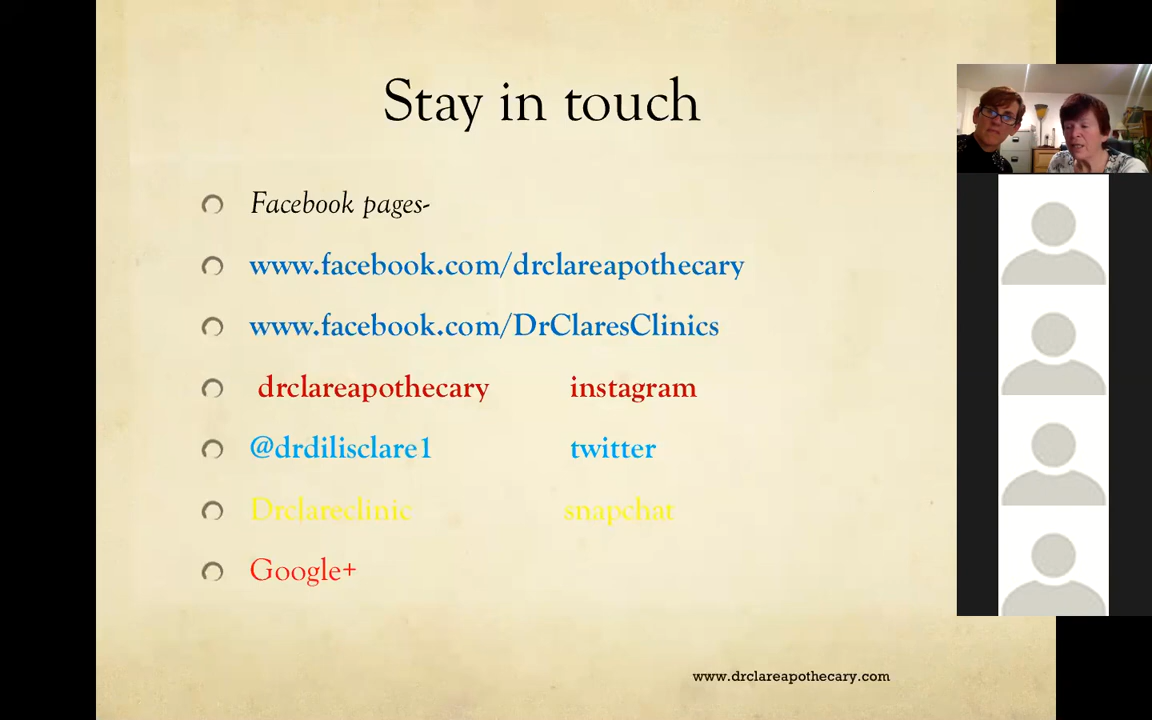 Stay in touch
Facebook pages-
www.facebook.com/drclareapothecary
www.facebook.com/DrClaresClinics
drclareapothecary instagram
@drdilisclare1 twitter
Drclareclinic snapchat
Google+
www.drclareapothecary.com